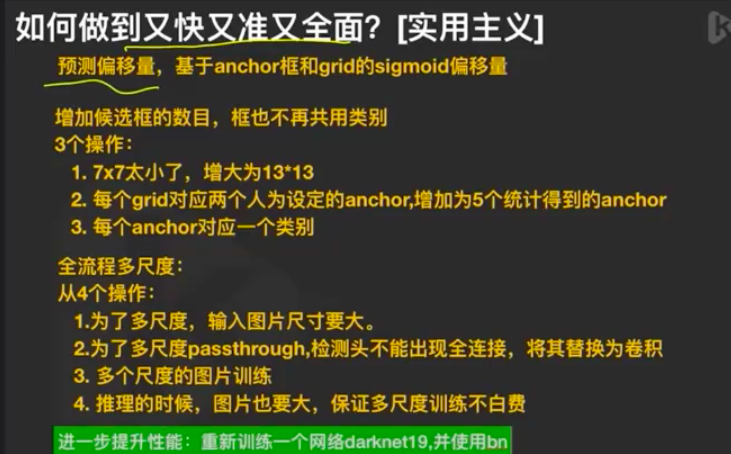 如何做到又快又准又全面？[实用主义]
预测偏移量，基于anchor框和grid的sigmoid偏移量
增加候选框的数目，框也不再共用类别
3个操作：
1. 7x7太小了，增大为13*13
2. 每个grid对应两个人为设定的anchor,增加为5个统计得到的anchor
3. 每个anchor对应一个类别
全流程多尺度：
从4个操作：
1.为了多尺度，输入图片尺寸要大。
2.为了多尺度passthrough,检测头不能出现全连接，将其替换为卷积
3. 多个尺度的图片训练
4. 推理的时候，图片也要大，保证多尺度训练不白费
进一步提升性能：重新训练一个网络darknet19,并使用bn